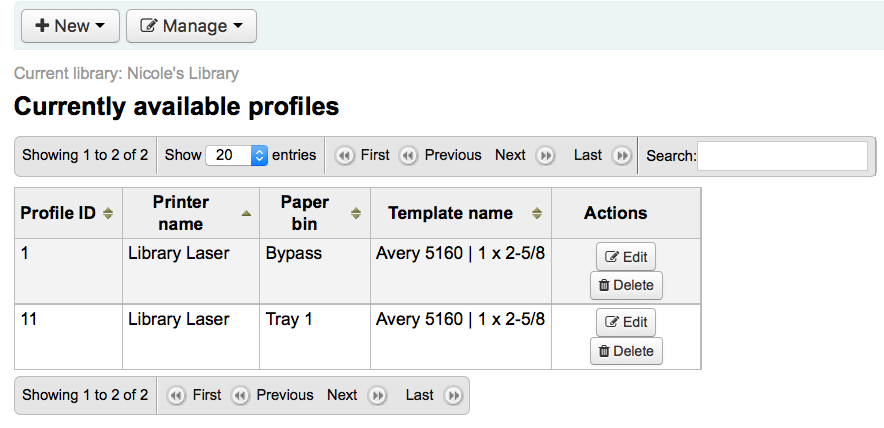 New Manage
Current library: Nicole's Library
Currently available profiles
Showing 1 to 2 of 2 Show 20 entries First Previous Next Last Search:
Profile ID Printer name Paper bin Template name Actions
1 Library Laser Bypass Avery 5160 | 1 x 2-5/8 Edit
Delete
11 Library Laser Tray 1 Avery 5160 | 1 x 2-5/8 Edit
Delete
Showing 1 to 2 of 2 First Previous Next Last